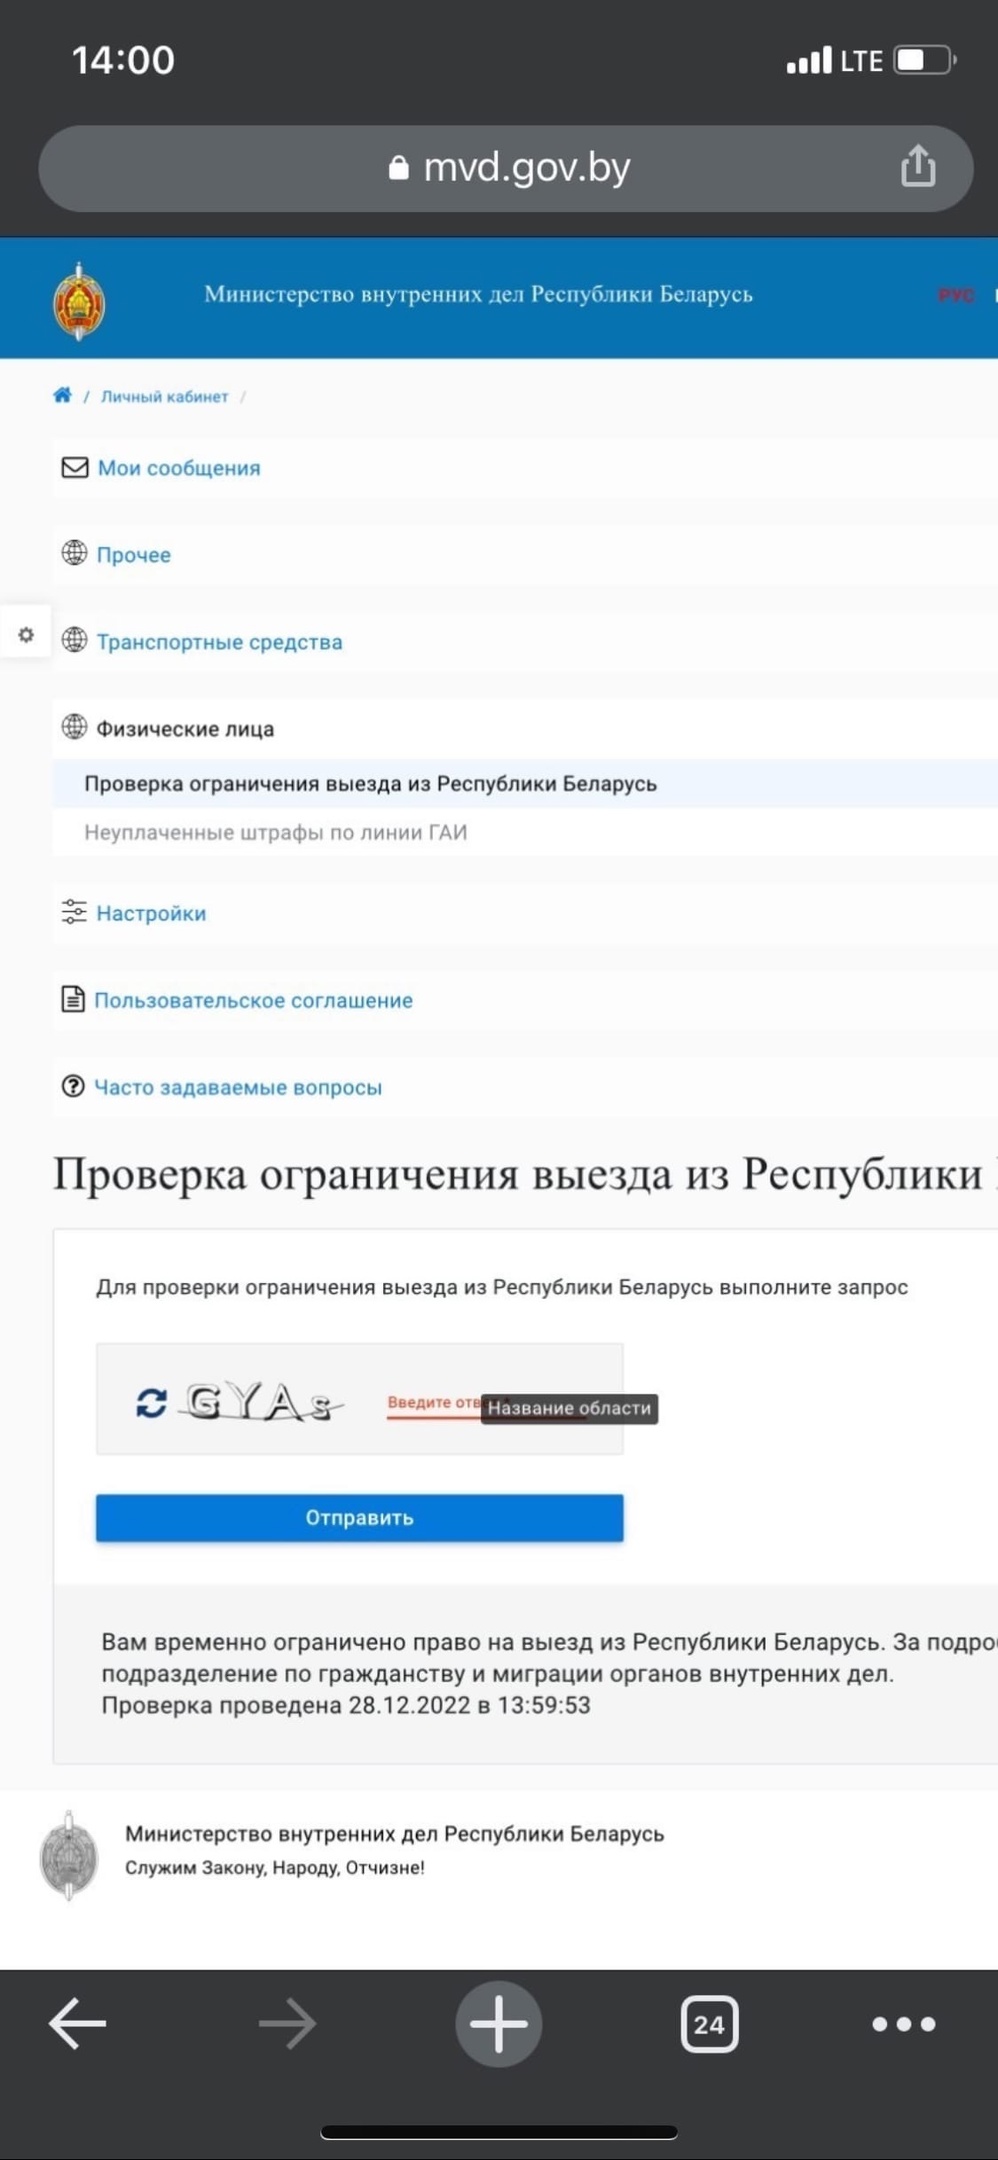 14:00
LTE
mvd.gov.by
Министерство внутренних дел Республики Беларусь
РУС
/ Личный кабинет /
Мои сообщения
Прочее
Транспортные средства
Физические лица
Проверка ограничения выезда из Республики Беларусь
Неуплаченные штрафы по линии ГАИ
Настройки
Пользовательское соглашение
Часто задаваемые вопросы
Проверка ограничения выезда из Республики
Для проверки ограничения выезда из Республики Беларусь выполните запрос
GYAs
Введите отв
Название области
Отправить
Вам временно ограничено право на выезд из Республики Беларусь. За подро
подразделение по гражданству и миграции органов внутренних дел.
Проверка проведена 28.12.2022 в 13:59:53
Министерство внутренних дел Республики Беларусь
Служим Закону, Народу, Отчизне!
24